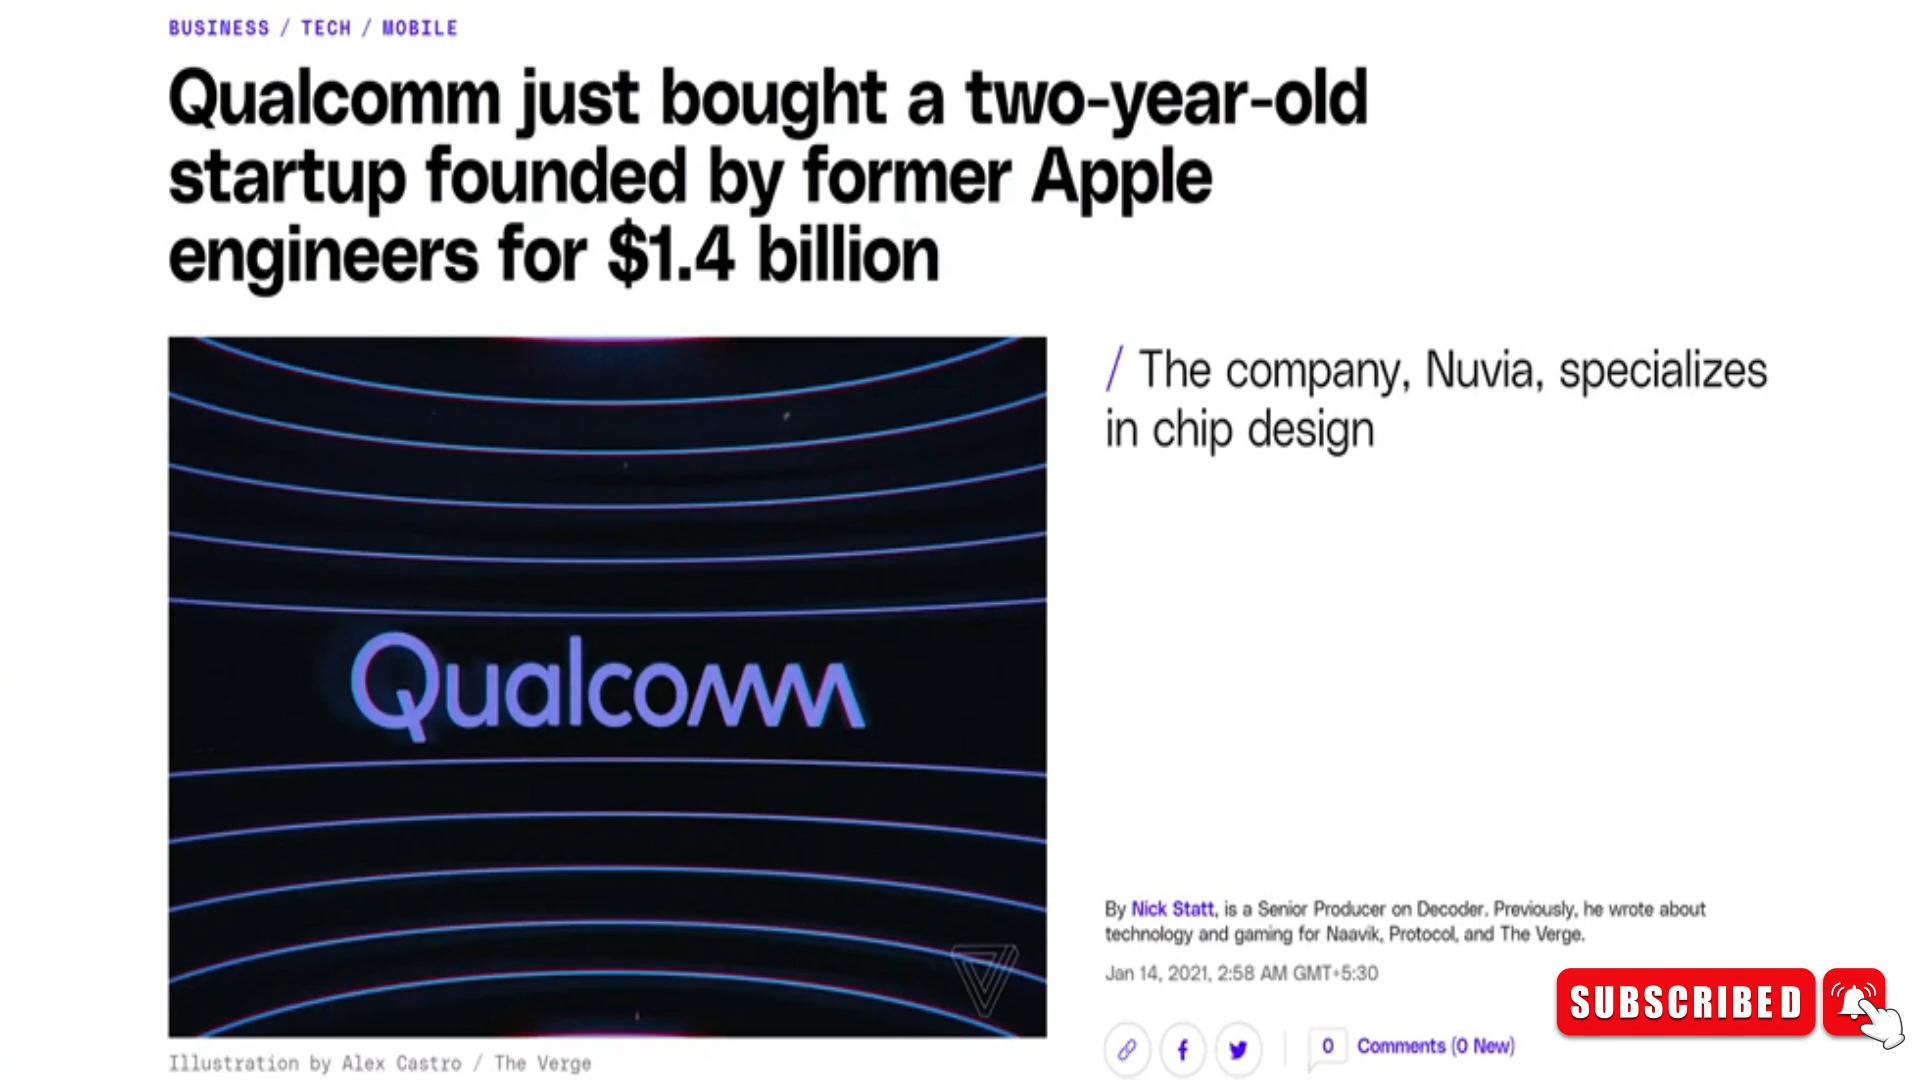 BUSINESS / TECH / MOBILE
Qualcomm just bought a two-year-old
startup founded by former Apple
engineers for $1.4 billion
/ The company, Nuvia, specializes
in chip design
Qualcomm
By Nick Statt, is a Senior Producer on Decoder. Previously, he wrote about
technology and gaming for Naavik, Protocol, and The Verge.
Jan 14, 2021, 2:58 AM GMT+5:30
0 Comments (0 New)
SUBSCRIBED
Illustration by Alex Castro / The Verge